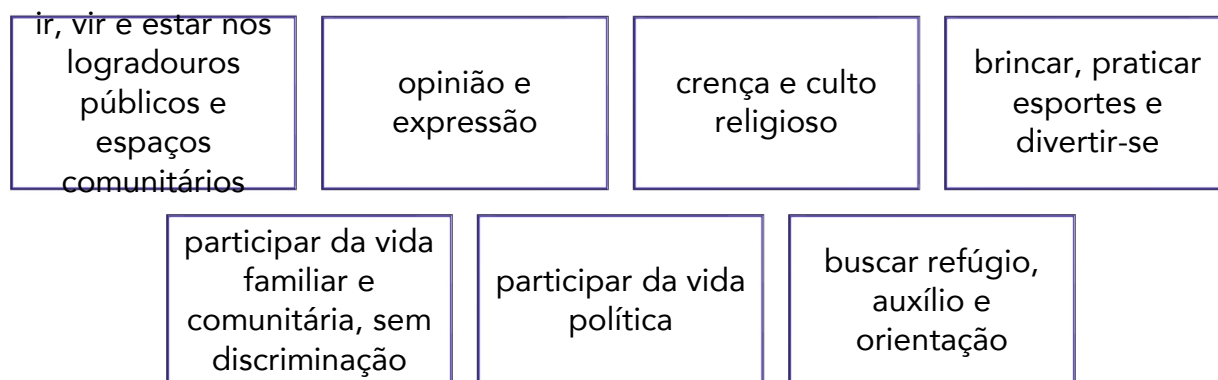 ir, vir e estar nos
logradouros
públicos e
espaços
comunitários
opinião e
expressão
crença e culto
religioso
brincar, praticar
esportes e
divertir-se
participar da vida
familiar e
comunitária, sem
discriminação
participar da vida
política
buscar refúgio,
auxílio e
orientação